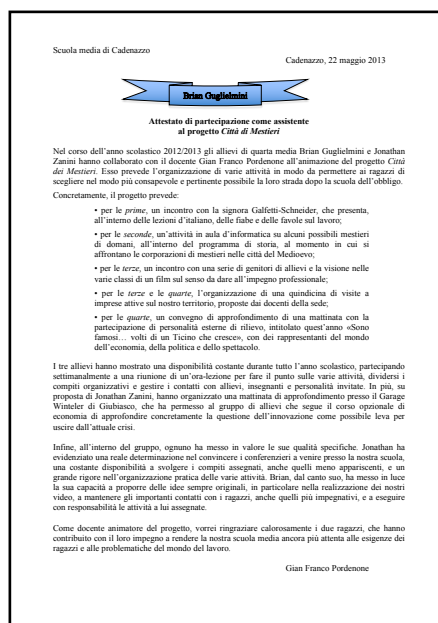 Scuola media di Cadenazzo
Cadenazzo, 22 maggio 2013
Brian Guglielmini
Attestato di partecipazione come assistente
al progetto Città di Mestieri
Nel corso dell'anno scolastico 2012/2013 gli allievi di quarta media Brian Guglielmini e Jonathan
Zanini hanno collaborato con il docente Gian Franco Pordenone all'animazione del progetto Città
dei Mestieri. Esso prevede l'organizzazione di varie attività in modo da permettere ai ragazzi di
scegliere nel modo più consapevole e pertinente possibile la loro strada dopo la scuola dell'obbligo.
Concretamente, il progetto prevede:
• per le prime, un incontro con la signora Galfetti-Schneider, che presenta,
all'interno delle lezioni d'italiano, delle fiabe e delle favole sul lavoro;
• per le seconde, un'attività in aula d'informatica su alcuni possibili mestieri
di domani, all'interno del programma di storia, al momento in cui si
affrontano le corporazioni di mestieri nelle città del Medioevo;
• per le terze, un incontro con una serie di genitori di allievi e la visione nelle
varie classi di un film sul senso da dare all'impegno professionale;
• per le terze e le quarte, l'organizzazione di una quindicina di visite a
imprese attive sul nostro territorio, proposte dai docenti della sede;
• per le quarte, un convegno di approfondimento di una mattinata con la
partecipazione di personalità esterne di rilievo, intitolato quest'anno «Sono
famosi… volti di un Ticino che cresce», con dei rappresentanti del mondo
dell'economia, della politica e dello spettacolo.
I tre allievi hanno mostrato una disponibilità costante durante tutto l'anno scolastico, partecipando
settimanalmente a una riunione di un'ora-lezione per fare il punto sulle varie attività, dividersi i
compiti organizzativi e gestire i contatti con allievi, insegnanti e personalità invitate. In più, su
proposta di Jonathan Zanini, hanno organizzato una mattinata di approfondimento presso il Garage
Winteler di Giubiasco, che ha permesso al gruppo di allievi che segue il corso opzionale di
economia di approfondire concretamente la questione dell'innovazione come possibile leva per
uscire dall'attuale crisi.
Infine, all'interno del gruppo, ognuno ha messo in valore le sue qualità specifiche. Jonathan ha
evidenziato una reale determinazione nel convincere i conferenzieri a venire presso la nostra scuola,
una costante disponibilità a svolgere i compiti assegnati, anche quelli meno appariscenti, e un
grande rigore nell'organizzazione pratica delle varie attività. Brian, dal canto suo, ha messo in luce
la sua capacità a proporre delle idee sempre originali, in particolare nella realizzazione dei nostri
video, a mantenere gli importanti contatti con i ragazzi, anche quelli più impegnativi, e a eseguire
con responsabilità le attività a lui assegnate.
Come docente animatore del progetto, vorrei ringraziare calorosamente i due ragazzi, che hanno
contribuito con il loro impegno a rendere la nostra scuola media ancora più attenta alle esigenze dei
ragazzi e alle problematiche del mondo del lavoro.
Gian Franco Pordenone